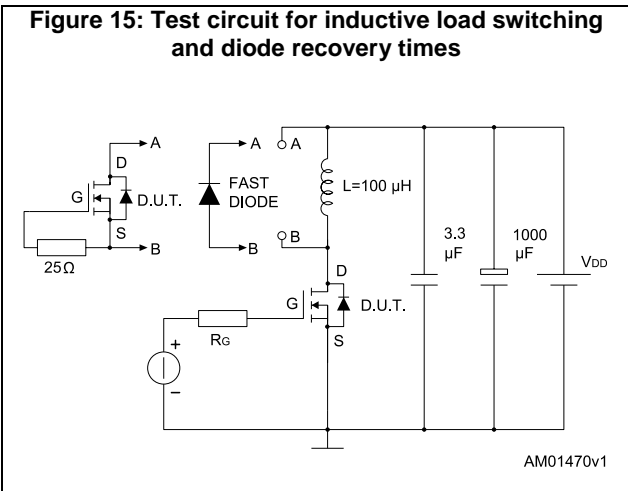 Figure 15: Test circuit for inductive load switching
and diode recovery times
A
D
G
D.U.T.
S
B
25Ω
A
FAST
DIODE
B
A
L=100 μH
B
D
G
D.U.T.
S
RG
+
−
3.3
μF
1000
μF
VDD
AM01470v1